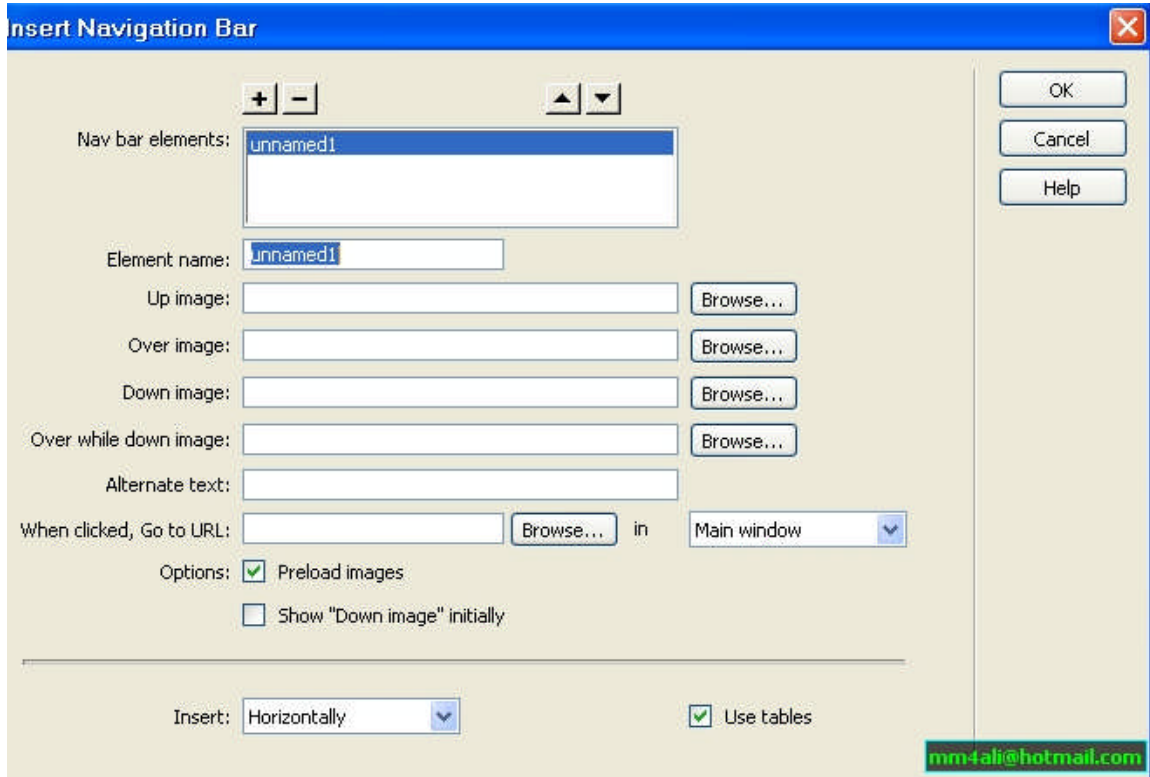 Insert Navigation Bar
+ −
Nav bar elements: unnamed1
Element name: unnamed1
Up image: Browse...
Over image: Browse...
Down image: Browse...
Over while down image: Browse...
Alternate text:
When clicked, Go to URL: Browse... in Main window
Options: Preload images
Show "Down image" initially
Insert: Horizontally Use tables
OK
Cancel
Help
mm4ali@hotmail.com